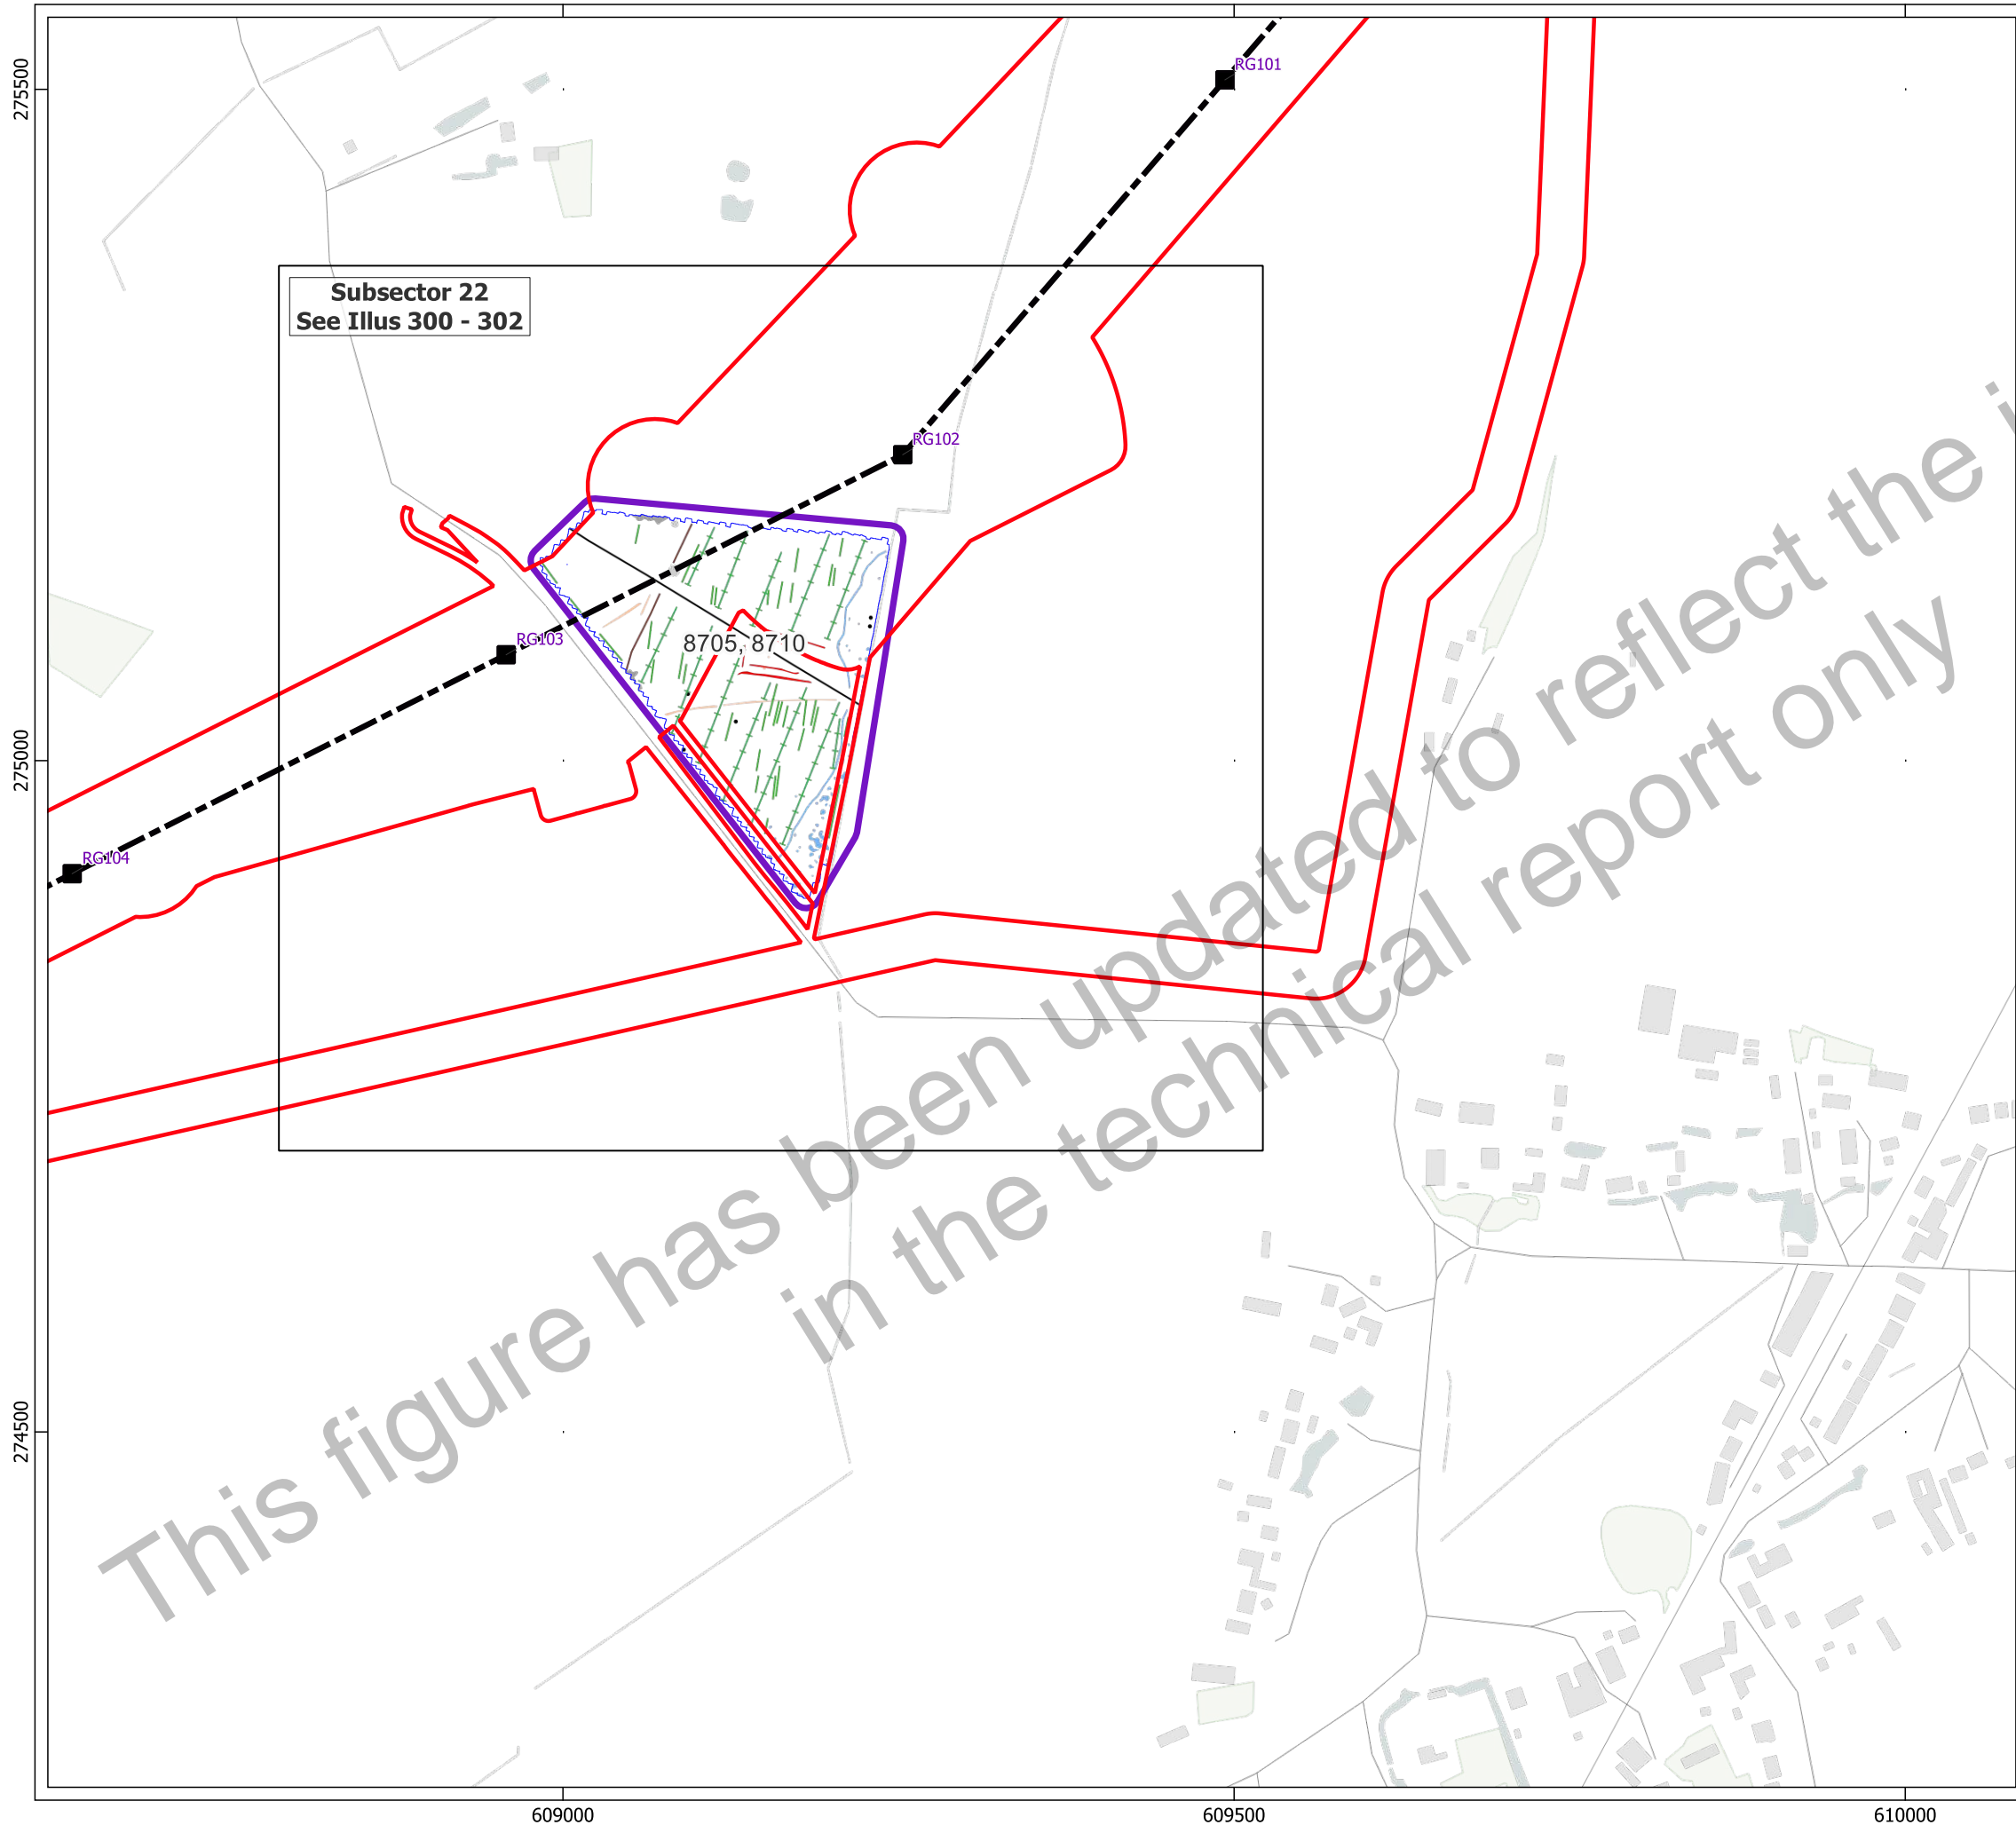 275500
RG101
Subsector 22
See Illus 300 - 302
RG102
RG103
8705, 8710
275000
RG104
This figure has been updated to reflect the
in the technical report only
274500
609000
609500
610000